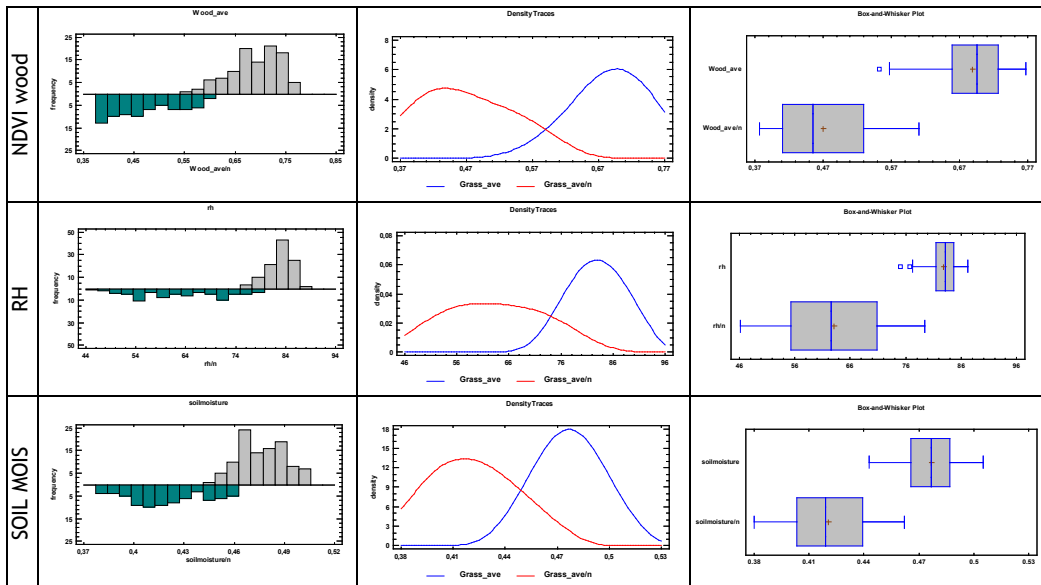 NDVI wood
Wood_ave
frequency
25
15
5
5
15
25
0,35 0,45 0,55 0,65 0,75 0,85
Wood_ave/n
DensityTraces
density
8
6
4
2
0
0,37 0,47 0,57 0,67 0,77
Grass_ave Grass_ave/n
Box-and-Whisker Plot
Wood_ave
Wood_ave/n
0,37 0,47 0,57 0,67 0,77
RH
rh
frequency
50
30
10
10
30
50
44 54 64 74 84 94
rh/n
DensityTraces
density
0,08
0,06
0,04
0,02
0
46 56 66 76 86 96
Grass_ave Grass_ave/n
Box-and-Whisker Plot
rh
rh/n
46 56 66 76 86 96
SOIL MOIS
soilmoisture
frequency
25
15
5
5
15
25
0,37 0,4 0,43 0,46 0,49 0,52
soilmoisture/n
DensityTraces
density
18
15
12
9
6
3
0
0,38 0,41 0,44 0,47 0,5 0,53
Grass_ave Grass_ave/n
Box-and-Whisker Plot
soilmoisture
soilmoisture/n
0.38 0.41 0.44 0.47 0.5 0.53